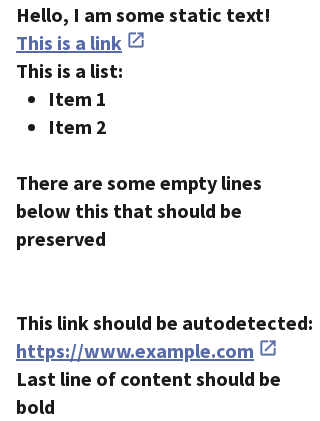 Hello, I am some static text!
This is a link
This is a list:
• Item 1
• Item 2
There are some empty lines
below this that should be
preserved
This link should be autodetected:
https://www.example.com
Last line of content should be
bold